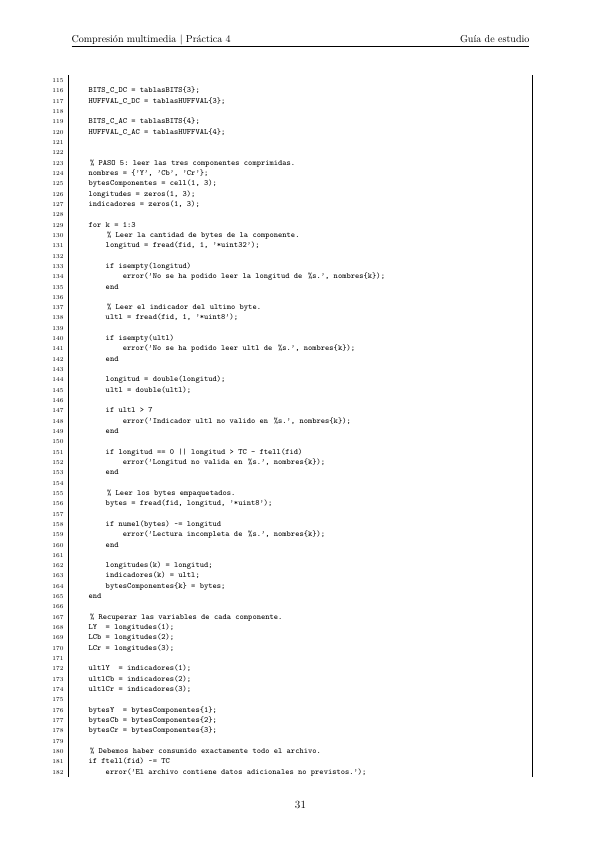 Compresión multimedia | Práctica 4 Guía de estudio
115
116 BITS_C_DC = tablasBITS{3};
117 HUFFVAL_C_DC = tablasHUFFVAL{3};
118
119 BITS_C_AC = tablasBITS{4};
120 HUFFVAL_C_AC = tablasHUFFVAL{4};
121
122
123 % PASO 5: leer las tres componentes comprimidas.
124 nombres = {'Y', 'Cb', 'Cr'};
125 bytesComponentes = cell(1, 3);
126 longitudes = zeros(1, 3);
127 indicadores = zeros(1, 3);
128
129 for k = 1:3
130 % Leer la cantidad de bytes de la componente.
131 longitud = fread(fid, 1, '*uint32');
132
133 if isempty(longitud)
134 error('No se ha podido leer la longitud de %s.', nombres{k});
135 end
136
137 % Leer el indicador del ultimo byte.
138 ultl = fread(fid, 1, '*uint8');
139
140 if isempty(ultl)
141 error('No se ha podido leer ultl de %s.', nombres{k});
142 end
143
144 longitud = double(longitud);
145 ultl = double(ultl);
146
147 if ultl > 7
148 error('Indicador ultl no valido en %s.', nombres{k});
149 end
150
151 if longitud == 0 || longitud > TC - ftell(fid)
152 error('Longitud no valida en %s.', nombres{k});
153 end
154
155 % Leer los bytes empaquetados.
156 bytes = fread(fid, longitud, '*uint8');
157
158 if numel(bytes) ~= longitud
159 error('Lectura incompleta de %s.', nombres{k});
160 end
161
162 longitudes(k) = longitud;
163 indicadores(k) = ultl;
164 bytesComponentes{k} = bytes;
165 end
166
167 % Recuperar las variables de cada componente.
168 LY = longitudes(1);
169 LCb = longitudes(2);
170 LCr = longitudes(3);
171
172 ultlY = indicadores(1);
173 ultlCb = indicadores(2);
174 ultlCr = indicadores(3);
175
176 bytesY = bytesComponentes{1};
177 bytesCb = bytesComponentes{2};
178 bytesCr = bytesComponentes{3};
179
180 % Debemos haber consumido exactamente todo el archivo.
181 if ftell(fid) ~= TC
182 error('El archivo contiene datos adicionales no previstos.');
31